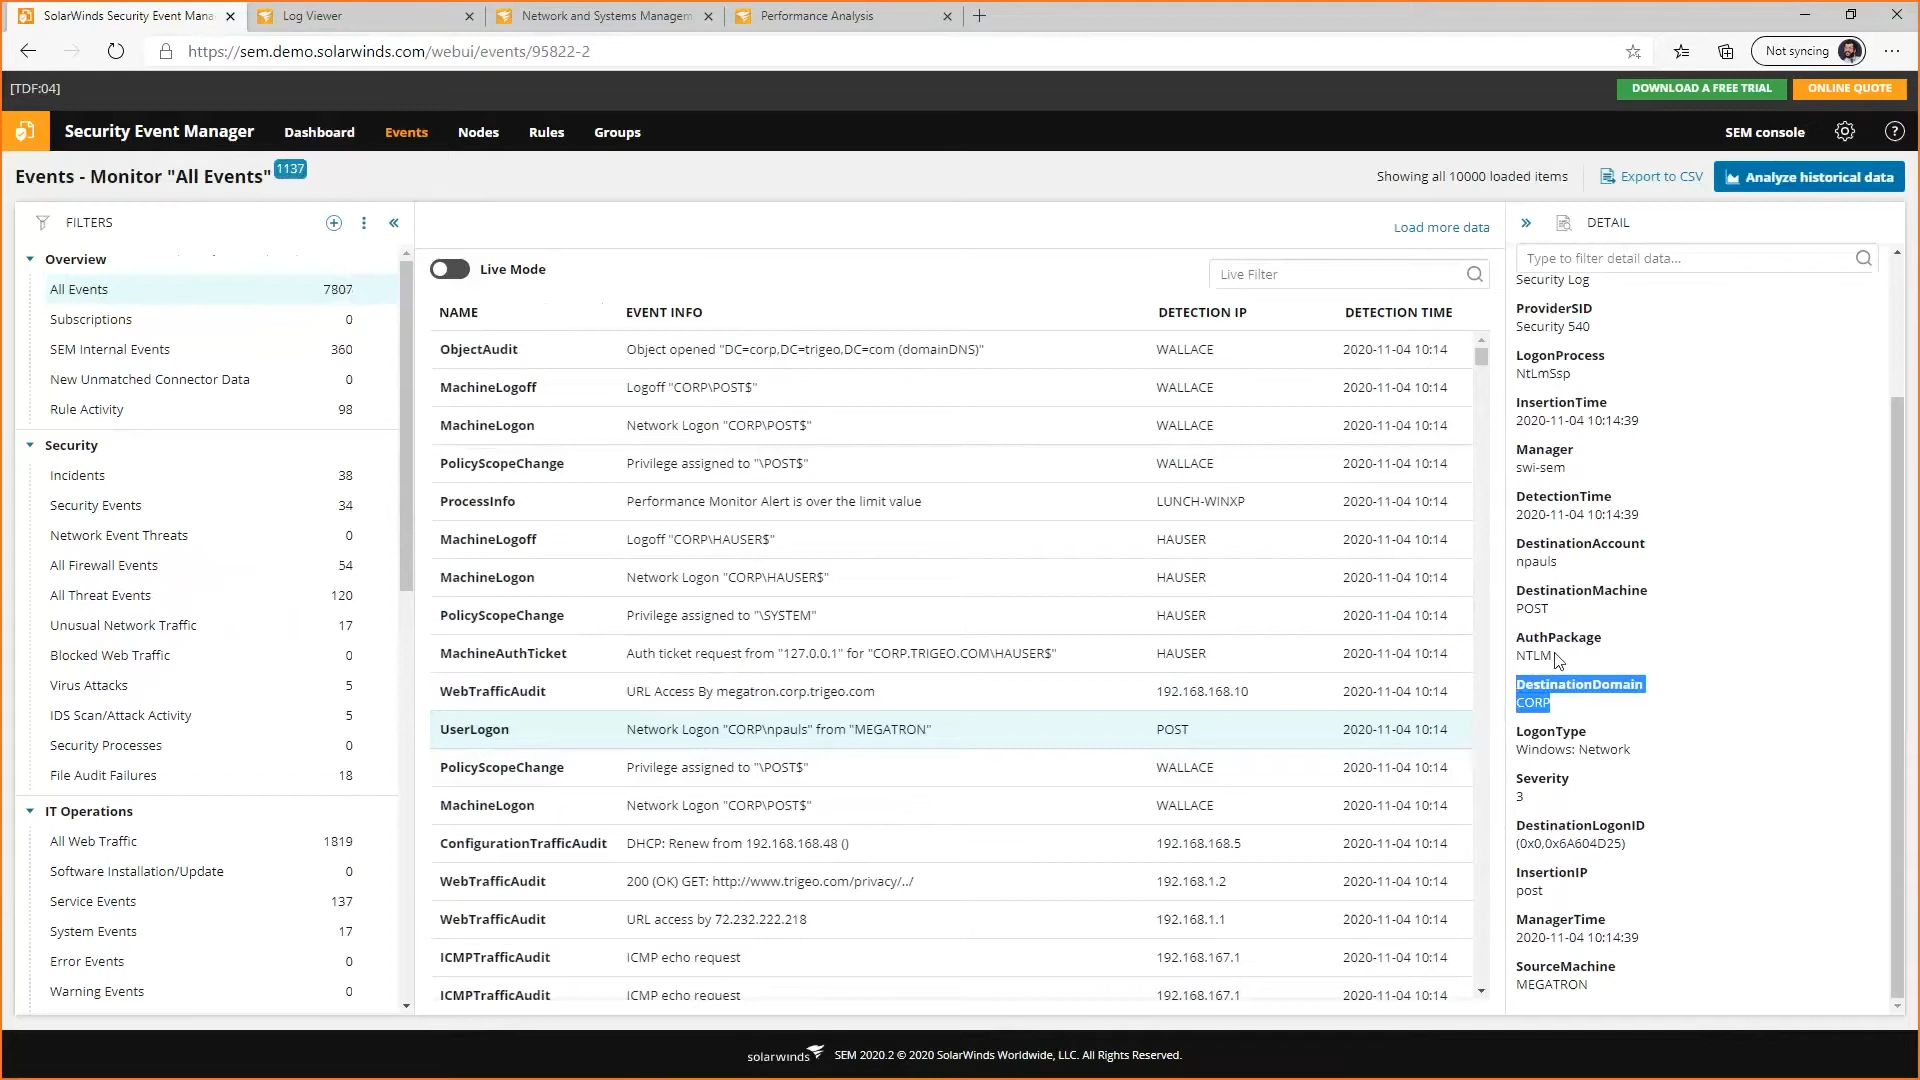 SolarWinds Security Event Mana
Log Viewer
Network and Systems Managem
Performance Analysis
https://sem.demo.solarwinds.com/webui/events/95822-2
Not syncing
[TDF:04]
DOWNLOAD A FREE TRIAL
ONLINE QUOTE
Security Event Manager
Dashboard
Events
Nodes
Rules
Groups
SEM console
Events - Monitor "All Events" 1137
Showing all 10000 loaded items
Export to CSV
Analyze historical data
FILTERS
Overview
All Events 7807
Subscriptions 0
SEM Internal Events 360
New Unmatched Connector Data 0
Rule Activity 98
Security
Incidents 38
Security Events 34
Network Event Threats 0
All Firewall Events 54
All Threat Events 120
Unusual Network Traffic 17
Blocked Web Traffic 0
Virus Attacks 5
IDS Scan/Attack Activity 5
Security Processes 0
File Audit Failures 18
IT Operations
All Web Traffic 1819
Software Installation/Update 0
Service Events 137
System Events 17
Error Events 0
Warning Events 0
Load more data
Live Mode
Live Filter
NAME EVENT INFO DETECTION IP DETECTION TIME
ObjectAudit Object opened "DC=corp,DC=trigeo,DC=com (domainDNS)" WALLACE 2020-11-04 10:14
MachineLogoff Logoff "CORP\POST$" WALLACE 2020-11-04 10:14
MachineLogon Network Logon "CORP\POST$" WALLACE 2020-11-04 10:14
PolicyScopeChange Privilege assigned to "\POST$" WALLACE 2020-11-04 10:14
ProcessInfo Performance Monitor Alert is over the limit value LUNCH-WINXP 2020-11-04 10:14
MachineLogoff Logoff "CORP\HAUSER$" HAUSER 2020-11-04 10:14
MachineLogon Network Logon "CORP\HAUSER$" HAUSER 2020-11-04 10:14
PolicyScopeChange Privilege assigned to "\SYSTEM" HAUSER 2020-11-04 10:14
MachineAuthTicket Auth ticket request from "127.0.0.1" for "CORP.TRIGEO.COM\HAUSER$" HAUSER 2020-11-04 10:14
WebTrafficAudit URL Access By megatron.corp.trigeo.com 192.168.168.10 2020-11-04 10:14
UserLogon Network Logon "CORP\npauls" from "MEGATRON" POST 2020-11-04 10:14
PolicyScopeChange Privilege assigned to "\POST$" WALLACE 2020-11-04 10:14
MachineLogon Network Logon "CORP\POST$" WALLACE 2020-11-04 10:14
ConfigurationTrafficAudit DHCP: Renew from 192.168.168.48 () 192.168.168.5 2020-11-04 10:14
WebTrafficAudit 200 (OK) GET: http://www.trigeo.com/privacy/../ 192.168.1.2 2020-11-04 10:14
WebTrafficAudit URL access by 72.232.222.218 192.168.1.1 2020-11-04 10:14
ICMPTrafficAudit ICMP echo request 192.168.167.1 2020-11-04 10:14
ICMPTrafficAudit ICMP echo request 192.168.167.1 2020-11-04 10:14
DETAIL
Type to filter detail data...
Security Log
ProviderSID
Security 540
LogonProcess
NtLmSsp
InsertionTime
2020-11-04 10:14:39
Manager
swi-sem
DetectionTime
2020-11-04 10:14:39
DestinationAccount
npauls
DestinationMachine
POST
AuthPackage
NTLM
DestinationDomain
CORP
LogonType
Windows: Network
Severity
3
DestinationLogonID
(0x0,0x6A604D25)
InsertionIP
post
ManagerTime
2020-11-04 10:14:39
SourceMachine
MEGATRON
solarwinds SEM 2020.2 © 2020 SolarWinds Worldwide, LLC. All Rights Reserved.